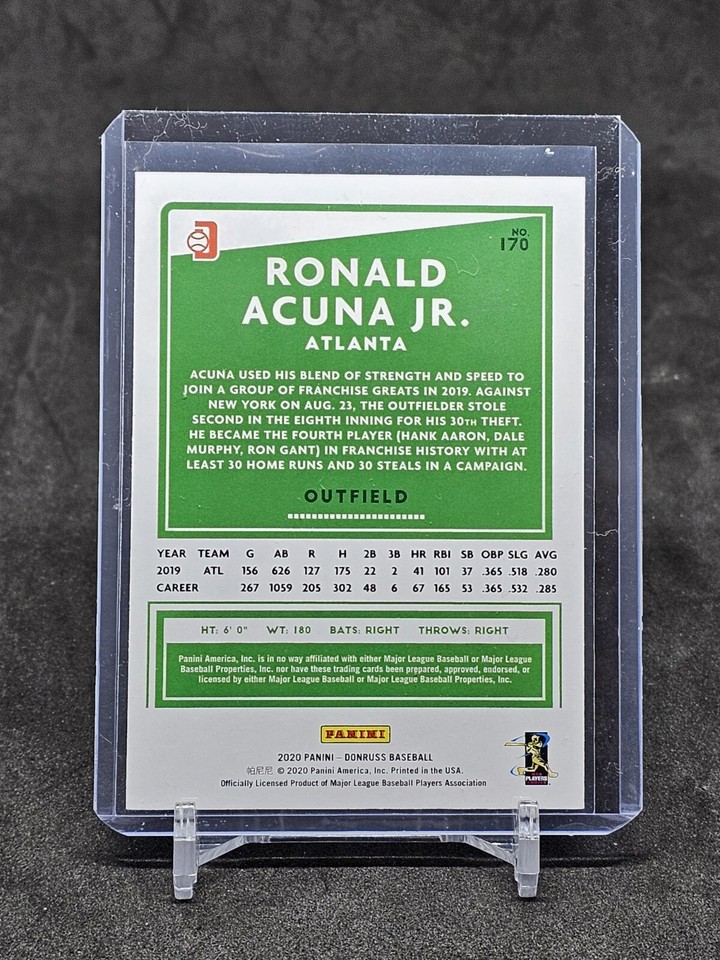 D
NO.
170
RONALD
ACUNA JR.
ATLANTA
ACUNA USED HIS BLEND OF STRENGTH AND SPEED TO
JOIN A GROUP OF FRANCHISE GREATS IN 2019. AGAINST
NEW YORK ON AUG. 23, THE OUTFIELDER STOLE
SECOND IN THE EIGHTH INNING FOR HIS 30TH THEFT.
HE BECAME THE FOURTH PLAYER (HANK AARON, DALE
MURPHY, RON GANT) IN FRANCHISE HISTORY WITH AT
LEAST 30 HOME RUNS AND 30 STEALS IN A CAMPAIGN.
OUTFIELD
YEAR TEAM G AB R H 2B 3B HR RBI SB OBP SLG AVG
2019 ATL 156 626 127 175 22 2 41 101 37 .365 .518 .280
CAREER 267 1059 205 302 48 6 67 165 53 .365 .532 .285
HT: 6' 0" WT: 180 BATS: RIGHT THROWS: RIGHT
Panini America, Inc. is in no way affiliated with either Major League Baseball or Major League
Baseball Properties, Inc. nor have these trading cards been prepared, approved, endorsed, or
licensed by either Major League Baseball or Major League Baseball Properties, Inc.
PANINI
2020 PANINI – DONRUSS BASEBALL
帕尼尼 © 2020 Panini America, Inc. Printed in the USA.
Officially Licensed Product of Major League Baseball Players Association
PLAYERS